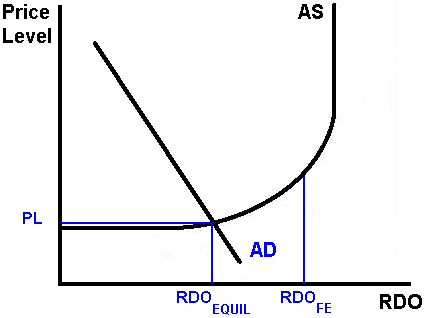 Price
Level
AS
PL
AD
RDO EQUIL
RDO FE
RDO